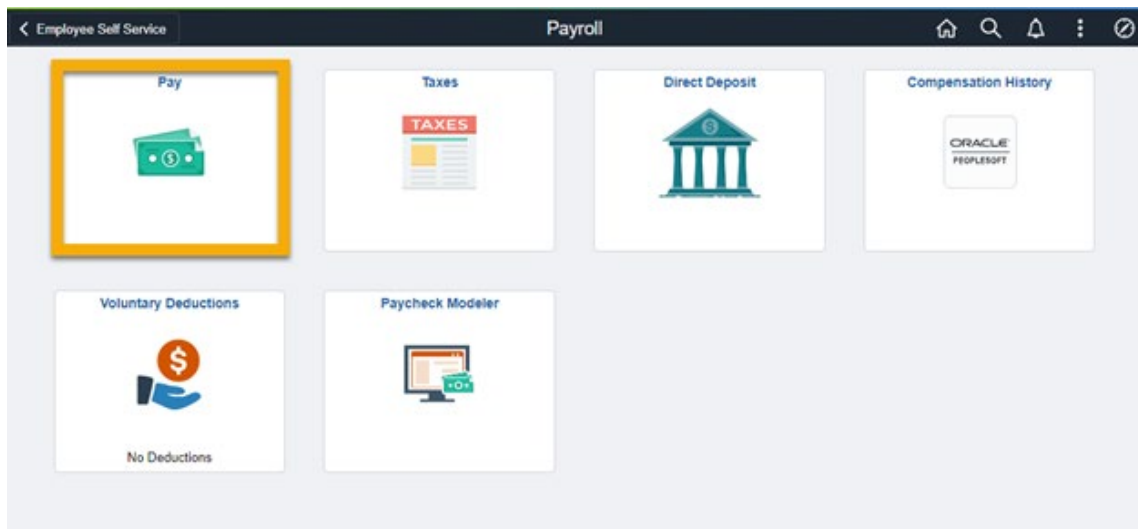 Employee Self Service
Payroll
Pay
Taxes
Direct Deposit
Compensation History
TAXES
ORACLE
PEOPLESOFT
Voluntary Deductions
Paycheck Modeler
No Deductions